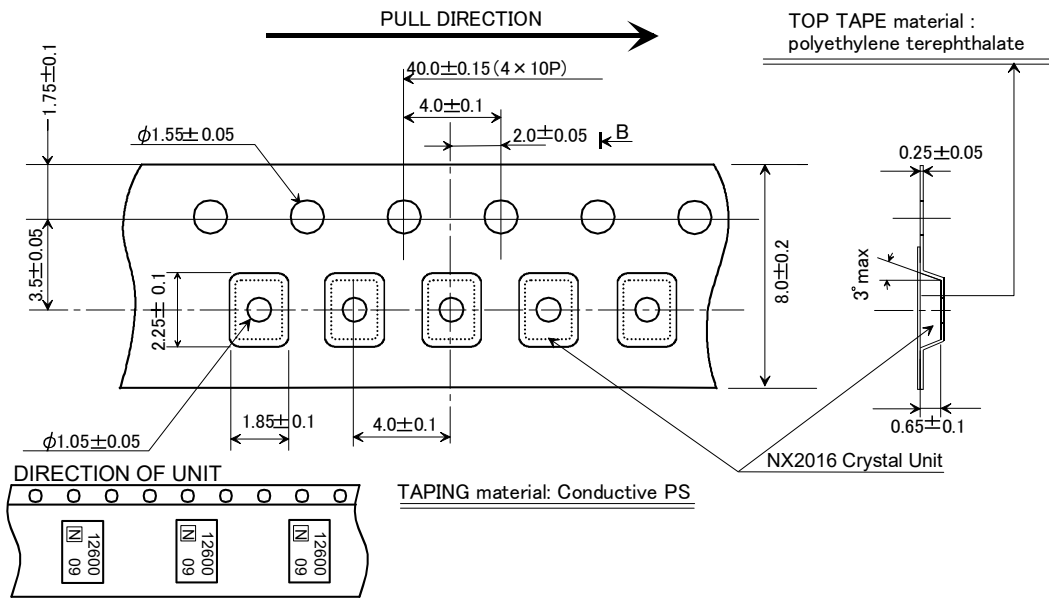 PULL DIRECTION
TOP TAPE material :
polyethylene terephthalate
1.75±0.1
40.0±0.15(4×10P)
4.0±0.1
φ1.55±0.05
2.0±0.05
B
0.25±0.05
3.5±0.05
2.25±0.1
8.0±0.2
3°max
1.85±0.1
4.0±0.1
0.65±0.1
φ1.05±0.05
NX2016 Crystal Unit
DIRECTION OF UNIT
TAPING material: Conductive PS
12600
N 09
12600
N 09
12600
N 09